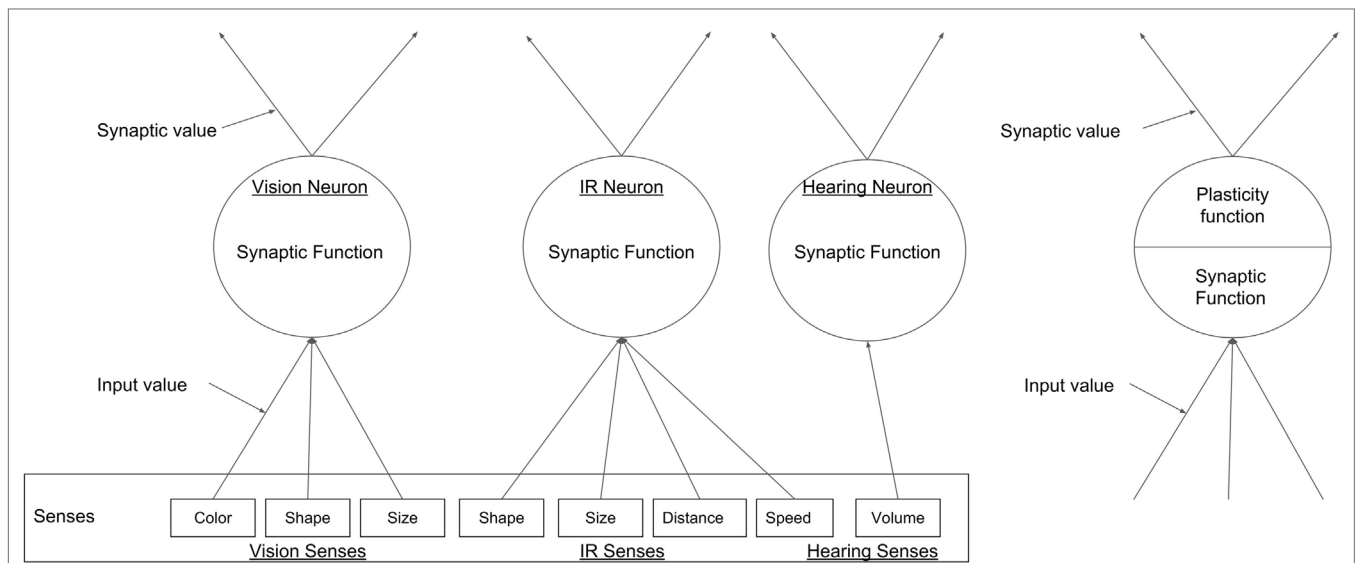 Synaptic value
Synaptic value
Vision Neuron
IR Neuron
Hearing Neuron
Plasticity
function
Synaptic Function
Synaptic Function
Synaptic Function
Synaptic
Function
Input value
Input value
Senses
Color
Shape
Size
Shape
Size
Distance
Speed
Volume
Vision Senses
IR Senses
Hearing Senses